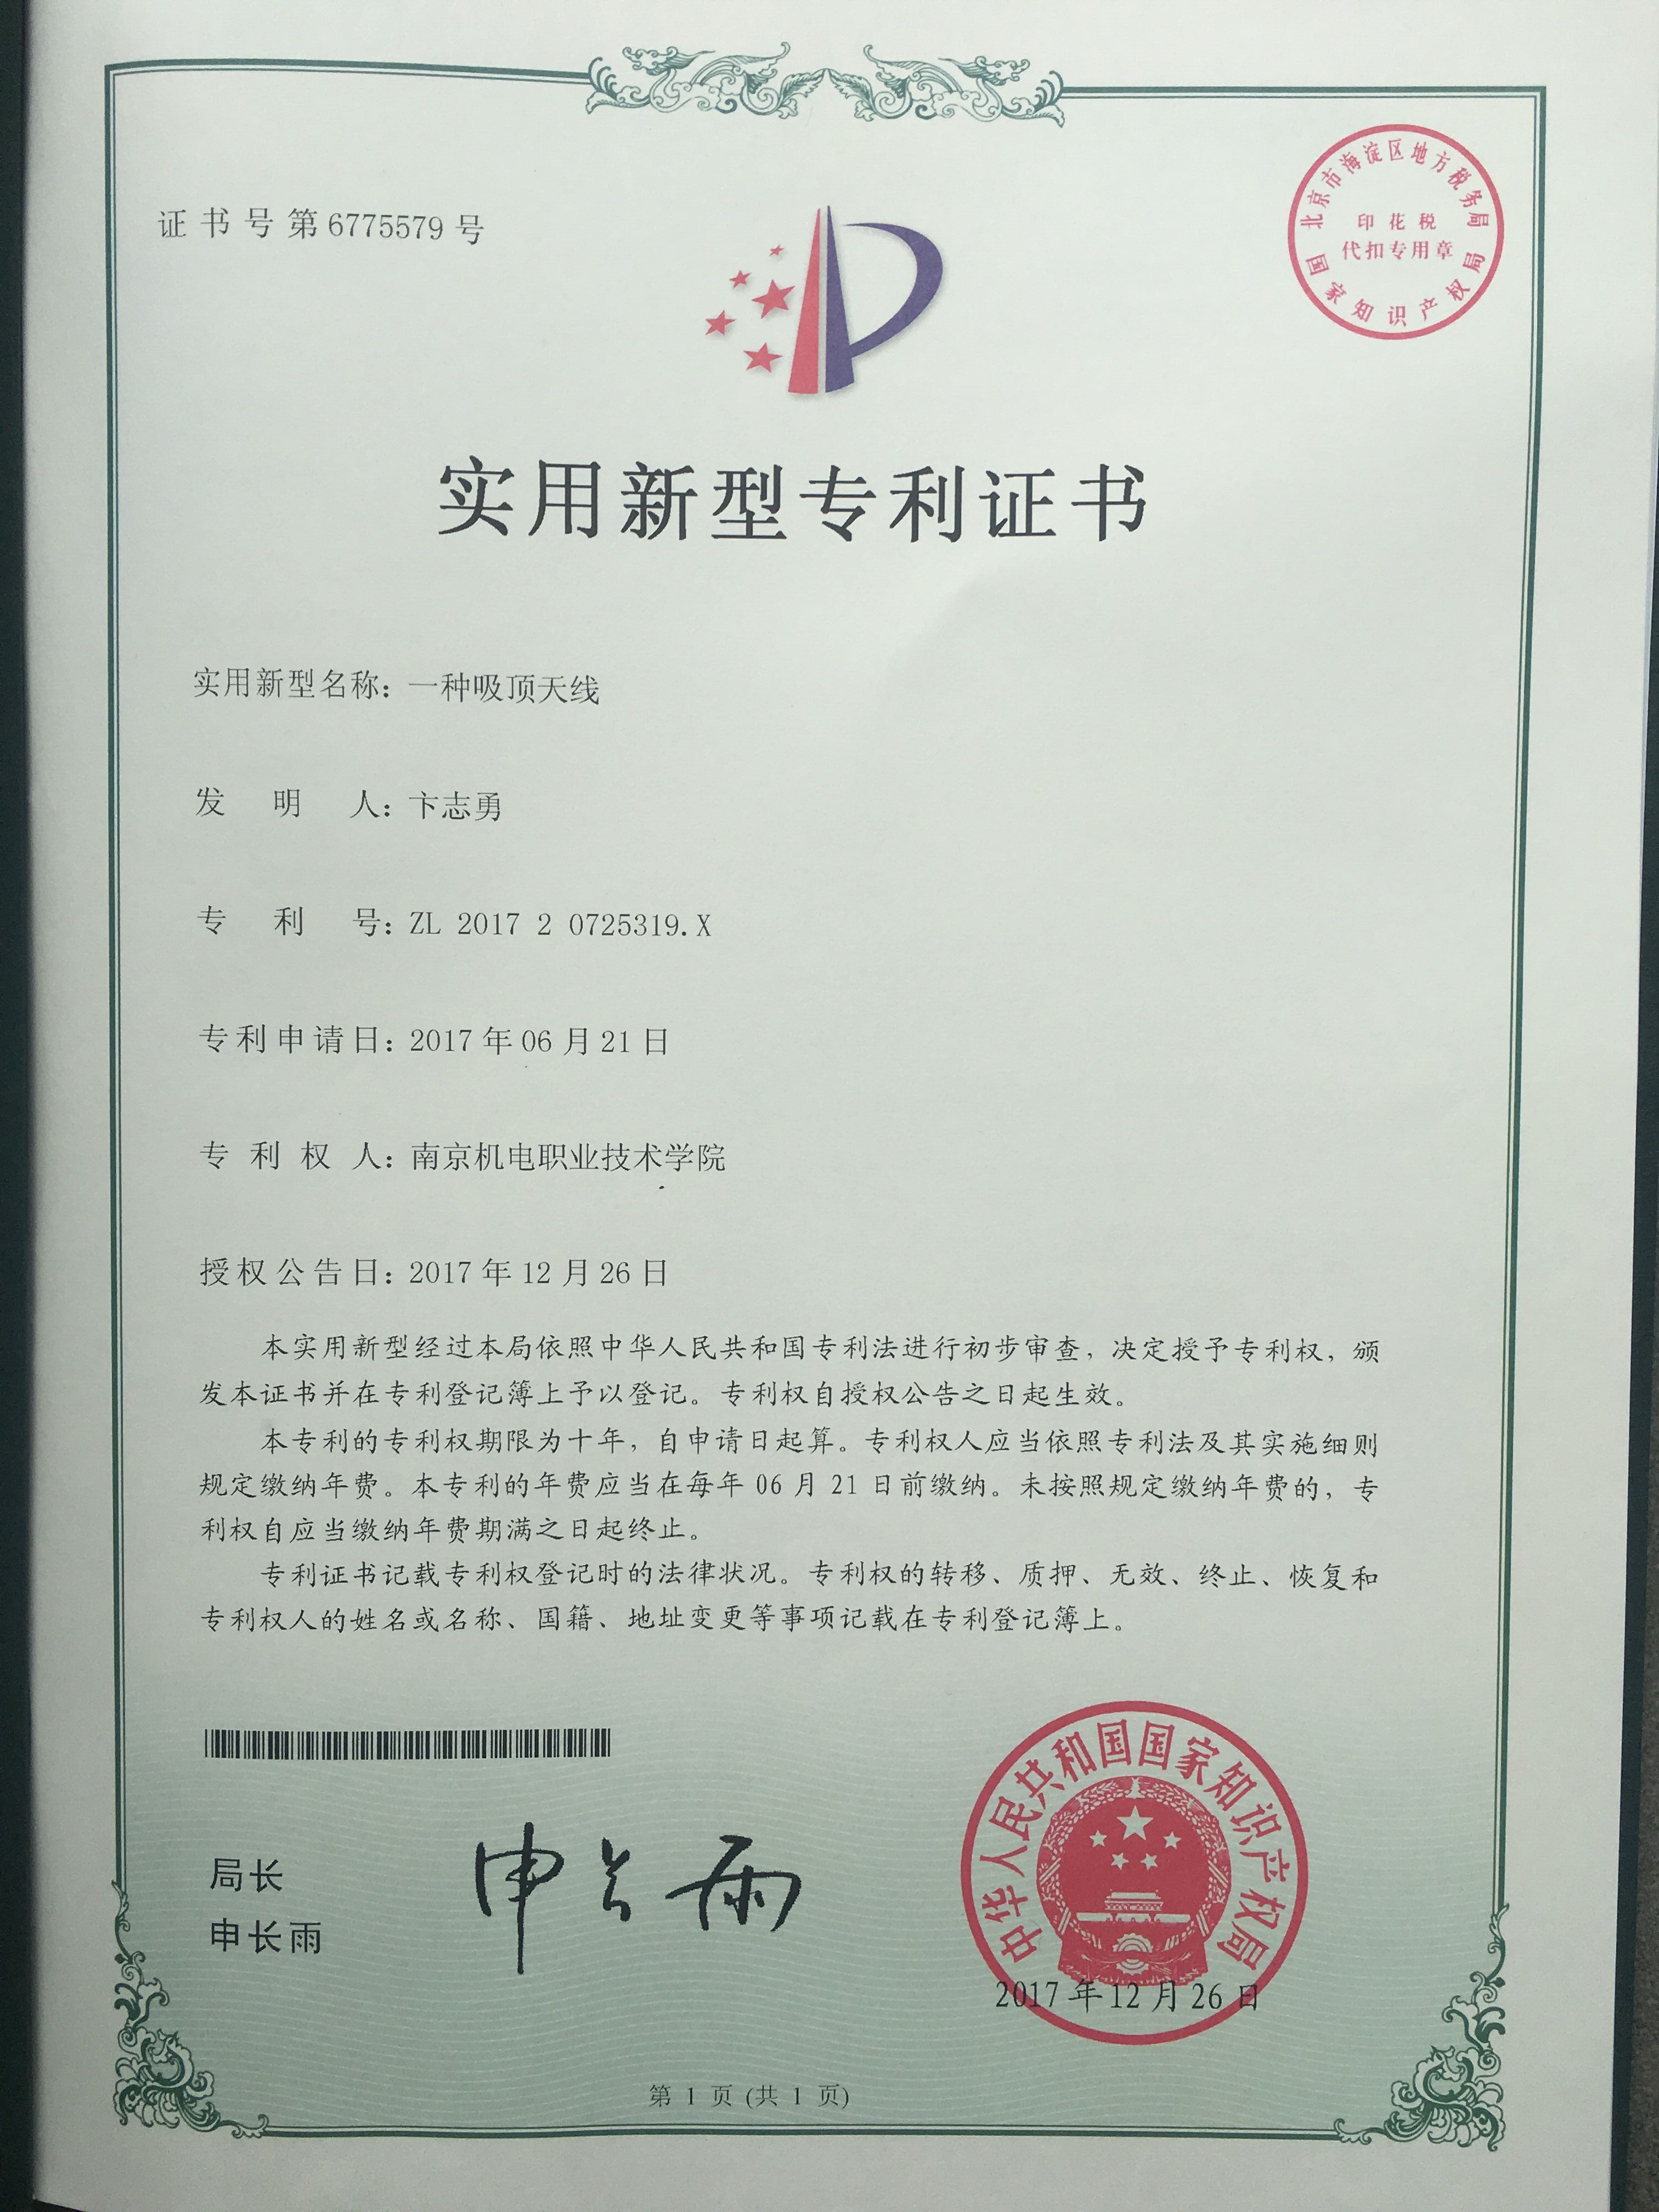 证书号第6775579号
北京市海淀区地方税务局
印花税
代扣专用章
国家知识产权局
实用新型专利证书
实用新型名称：一种吸顶天线
发明人：卞志勇
专利号：ZL 2017 2 0725319.X
专利申请日：2017年06月21日
专利权人：南京机电职业技术学院
授权公告日：2017年12月26日
本实用新型经过本局依照中华人民共和国专利法进行初步审查，决定授予专利权，颁
发本证书并在专利登记簿上予以登记。专利权自授权公告之日起生效。
本专利的专利权期限为十年，自申请日起算。专利权人应当依照专利法及其实施细则
规定缴纳年费。本专利的年费应当在每年06月21日前缴纳。未按照规定缴纳年费的，专
利权自应当缴纳年费期满之日起终止。
专利证书记载专利权登记时的法律状况。专利权的转移、质押、无效、终止、恢复和
专利权人的姓名或名称、国籍、地址变更等事项记载在专利登记簿上。
局长
申长雨
申长雨
中华人民共和国国家知识产权局
2017年12月26日
第 1 页 (共 1 页)